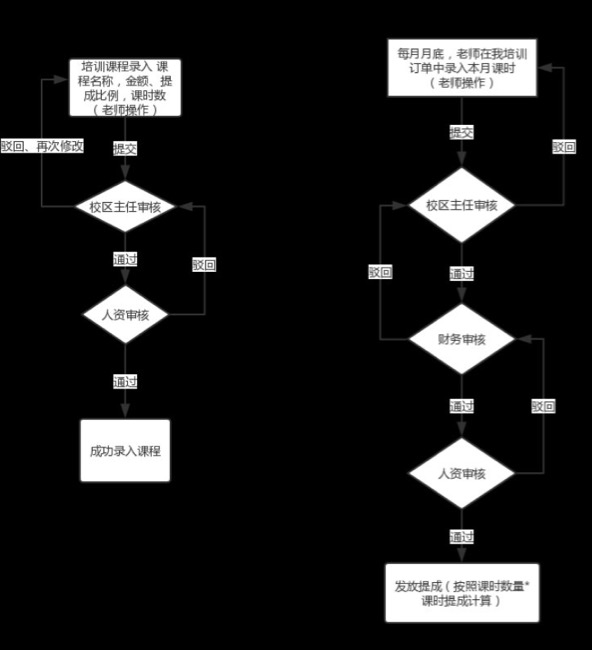 培训课程录入 课
程名称，金额、提
成比例，课时数
（老师操作）
驳回、再次修改
提交
校区主任审核
通过
驳回
人资审核
通过
成功录入课程
每月月底，老师在我培训
订单中录入本月课时
（老师操作）
提交
驳回
校区主任审核
驳回
通过
财务审核
通过
驳回
人资审核
通过
发放提成（按照课时数量*
课时提成计算）